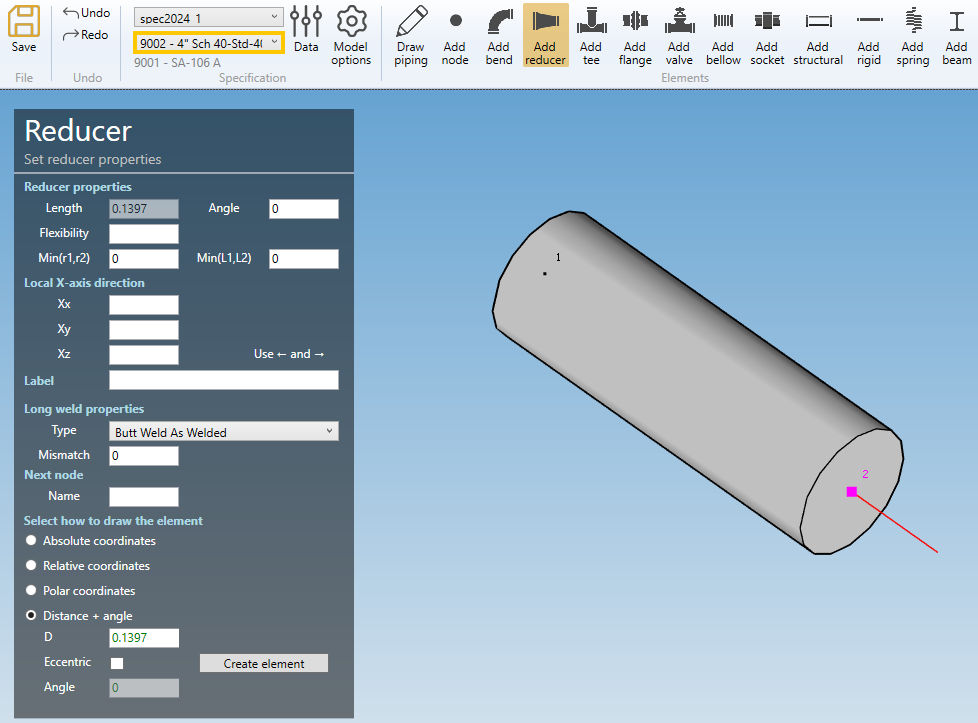 Save
File
Undo
Redo
Undo
spec2024 1
9002 - 4" Sch 40-Std-4
9001 - SA-106 A
Data
Model options
Specification
Draw piping
Add node
Add bend
Add reducer
Add tee
Add flange
Add valve
Add bellow
Add socket
Add structural
Add rigid
Add spring
Add beam
Elements
Reducer
Set reducer properties
Reducer properties
Length 0.1397 Angle 0
Flexibility
Min(r1,r2) 0 Min(L1,L2) 0
Local X-axis direction
Xx
Xy
Xz Use ← and →
Label
Long weld properties
Type Butt Weld As Welded
Mismatch 0
Next node
Name
Select how to draw the element
Absolute coordinates
Relative coordinates
Polar coordinates
Distance + angle
D 0.1397
Eccentric Create element
Angle 0
1
2